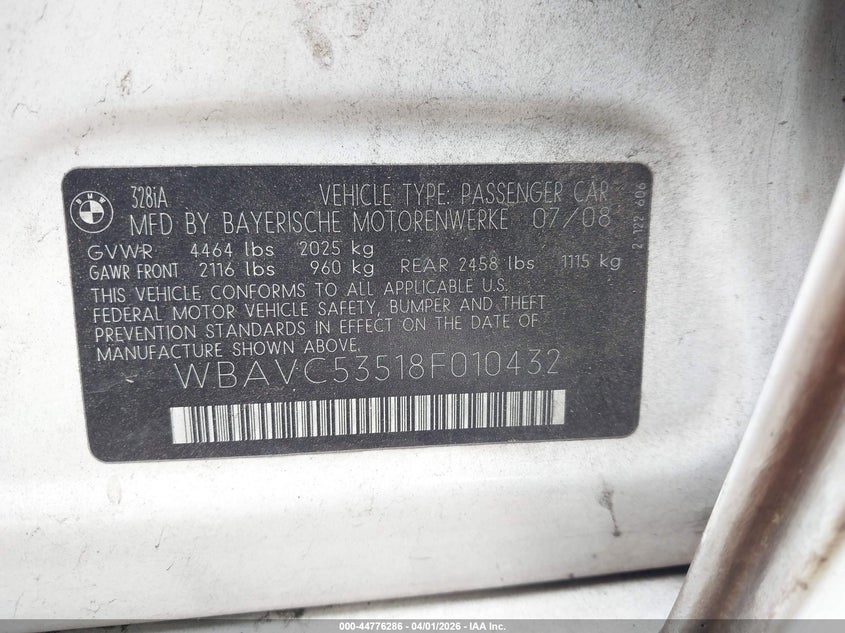 BMW
328iA VEHICLE TYPE: PASSENGER CAR
MFD BY BAYERISCHE MOTORENWERKE 07/08
GVWR 4464 lbs 2025 kg
GAWR FRONT 2116 lbs 960 kg REAR 2458 lbs 1115 kg
THIS VEHICLE CONFORMS TO ALL APPLICABLE U.S.
FEDERAL MOTOR VEHICLE SAFETY, BUMPER AND THEFT
PREVENTION STANDARDS IN EFFECT ON THE DATE OF
MANUFACTURE SHOWN ABOVE.
WBAVC53518F010432
2 122 606
000-44776286 - 04/01/2026 - IAA Inc.